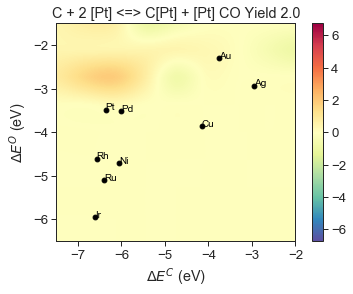 C + 2 [Pt] <=> C[Pt] + [Pt] CO Yield 2.0
ΔE^O (eV)
−2
−3
−4
−5
−6
Au
Ag
Pt
Pd
Cu
Rh
Ni
Ru
Ir
−7
−6
−5
−4
−3
−2
ΔE^C (eV)
6
4
2
0
−2
−4
−6